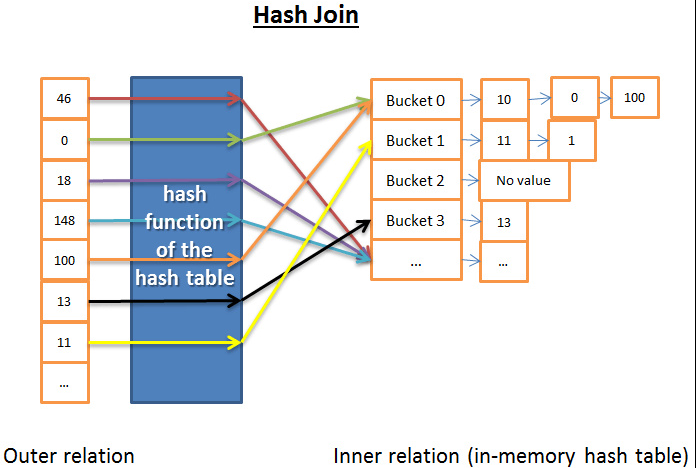 Hash Join
46
0
18
148
100
13
11
...
hash
function
of the
hash table
Bucket 0
10
0
100
Bucket 1
11
1
Bucket 2
No value
Bucket 3
13
...
...
Outer relation
Inner relation (in-memory hash table)